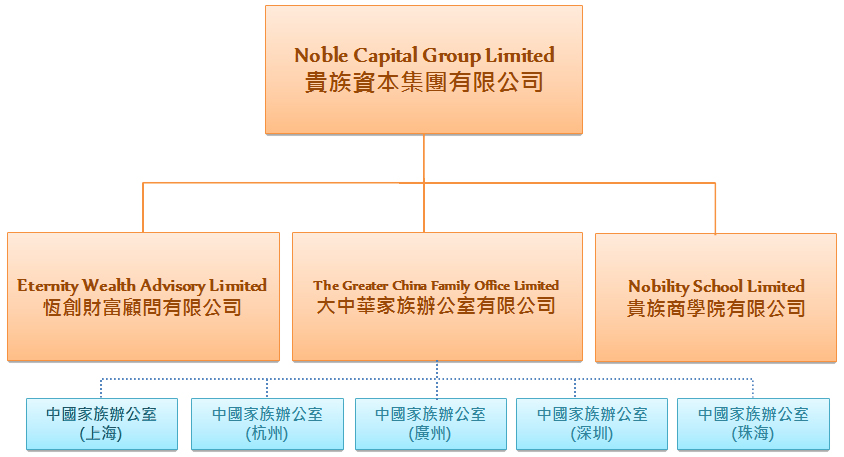 Noble Capital Group Limited
貴族資本集團有限公司
Eternity Wealth Advisory Limited
恆創財富顧問有限公司
The Greater China Family Office Limited
大中華家族辦公室有限公司
Nobility School Limited
貴族商學院有限公司
中國家族辦公室
(上海)
中國家族辦公室
(杭州)
中國家族辦公室
(廣州)
中國家族辦公室
(深圳)
中國家族辦公室
(珠海)